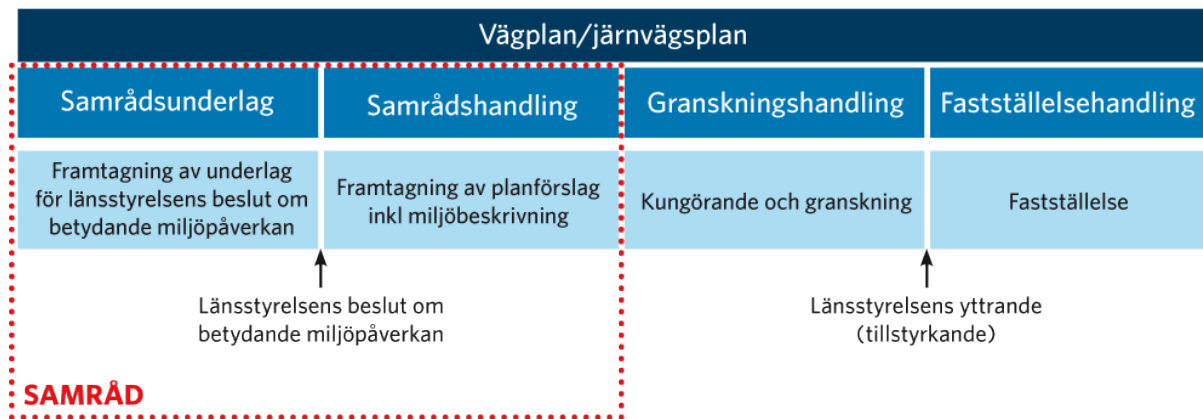 Vägplan/järnvägsplan
Samrådsunderlag
Samrådshandling
Granskningshandling
Fastställelsehandling
Framtagning av underlag
för länsstyrelsens beslut om
betydande miljöpåverkan
Framtagning av planförslag
inkl miljöbeskrivning
Kungörande och granskning
Fastställelse
Länsstyrelsens beslut om
betydande miljöpåverkan
Länsstyrelsens yttrande
(tillstyrkande)
SAMRÅD